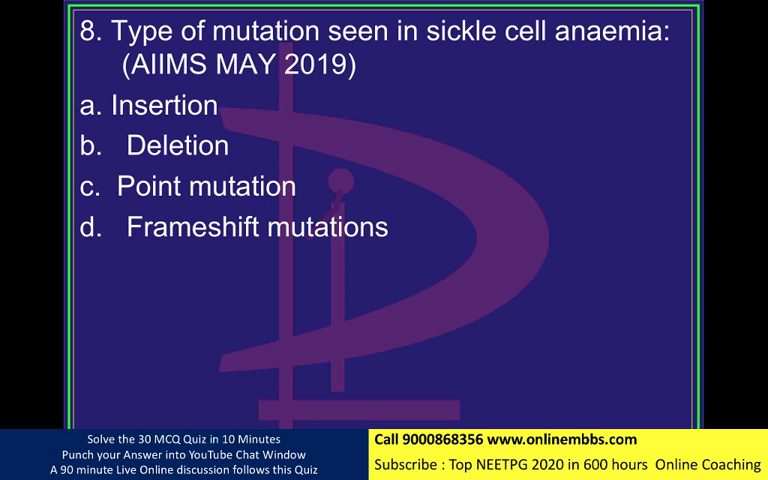 8. Type of mutation seen in sickle cell anaemia:
(AIIMS MAY 2019)
a. Insertion
b. Deletion
c. Point mutation
d. Frameshift mutations
Solve the 30 MCQ Quiz in 10 Minutes
Punch your Answer into YouTube Chat Window
A 90 minute Live Online discussion follows this Quiz
Call 9000868356 www.onlinembbs.com
Subscribe : Top NEETPG 2020 in 600 hours Online Coaching